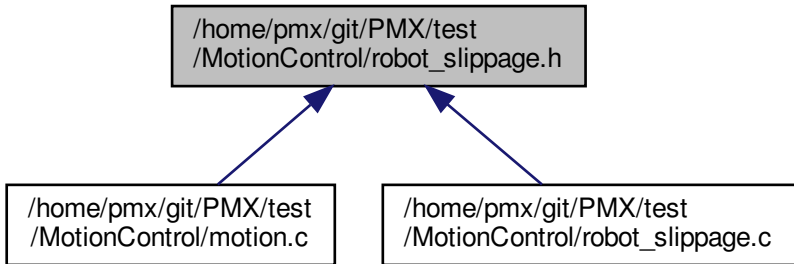 /home/pmx/git/PMX/test
/MotionControl/robot_slippage.h
/home/pmx/git/PMX/test
/MotionControl/motion.c
/home/pmx/git/PMX/test
/MotionControl/robot_slippage.c